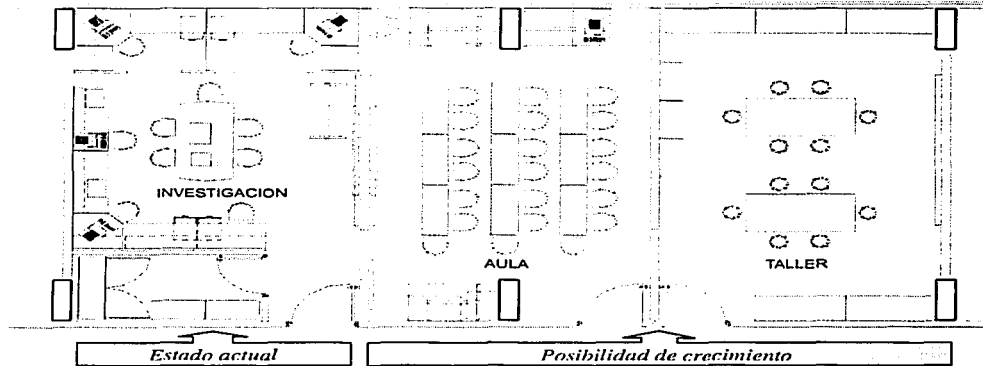 INVESTIGACION
AULA
TALLER
Estado actual
Posibilidad de crecimiento